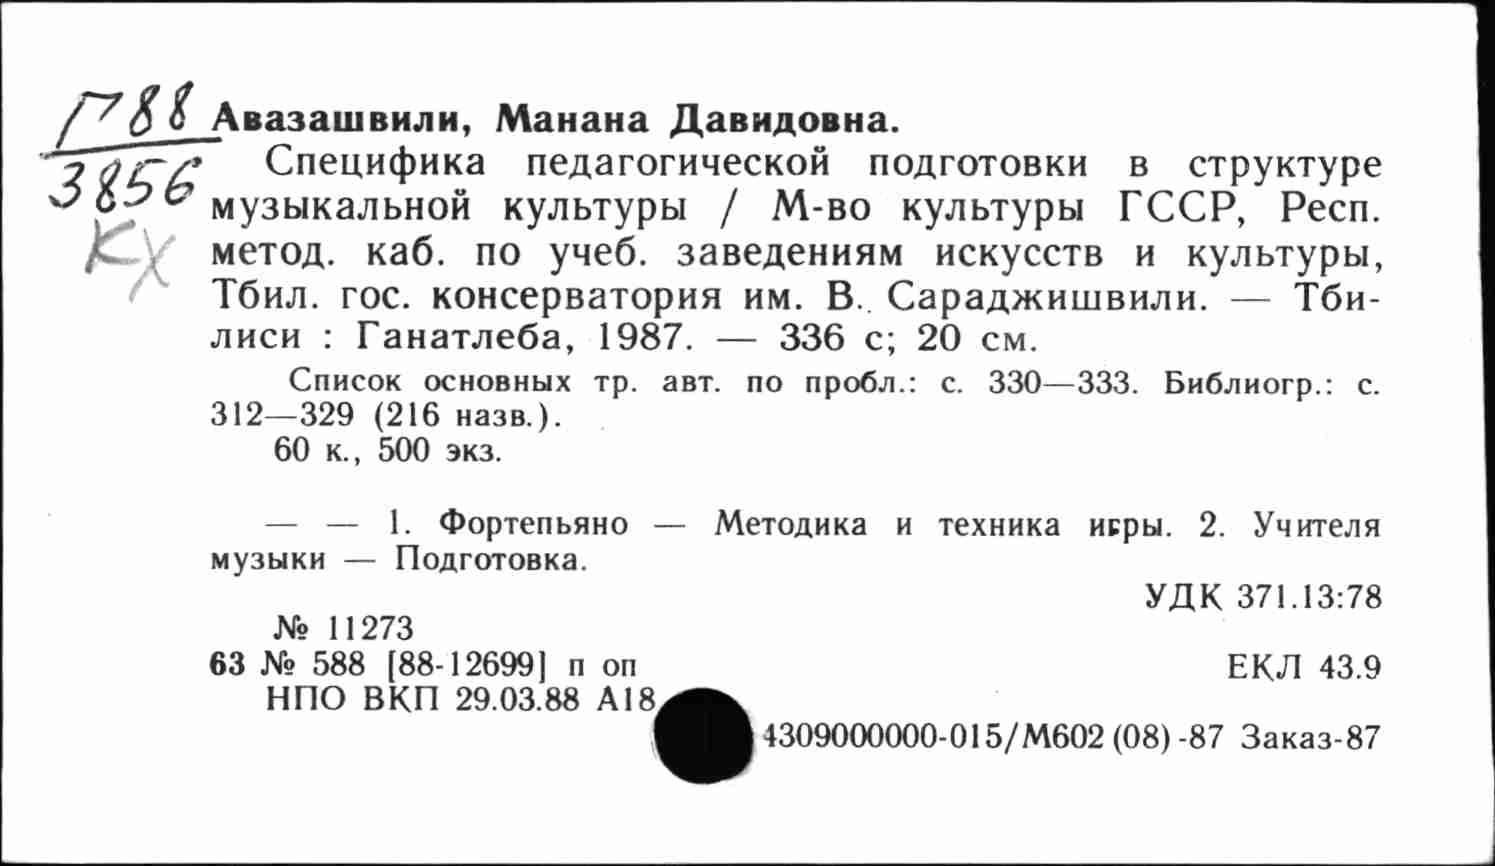 П88
3856
КХ
Авазашвили, Манана Давидовна.
Специфика педагогической подготовки в структуре
музыкальной культуры / М-во культуры ГССР, Респ.
метод. каб. по учеб. заведениям искусств и культуры,
Тбил. гос. консерватория им. В. Сараджишвили. — Тби-
лиси : Ганатлеба, 1987. — 336 с; 20 см.
Список основных тр. авт. по пробл.: с. 330—333. Библиогр.: с.
312—329 (216 назв.).
60 к., 500 экз.
— — 1. Фортепьяно — Методика и техника игры. 2. Учителя
музыки — Подготовка.
УДК 371.13:78
№ 11273
63 № 588 [88-12699] п оп
ЕКЛ 43.9
НПО ВКП 29.03.88 А18
4309000000-015/М602 (08) -87 Заказ-87